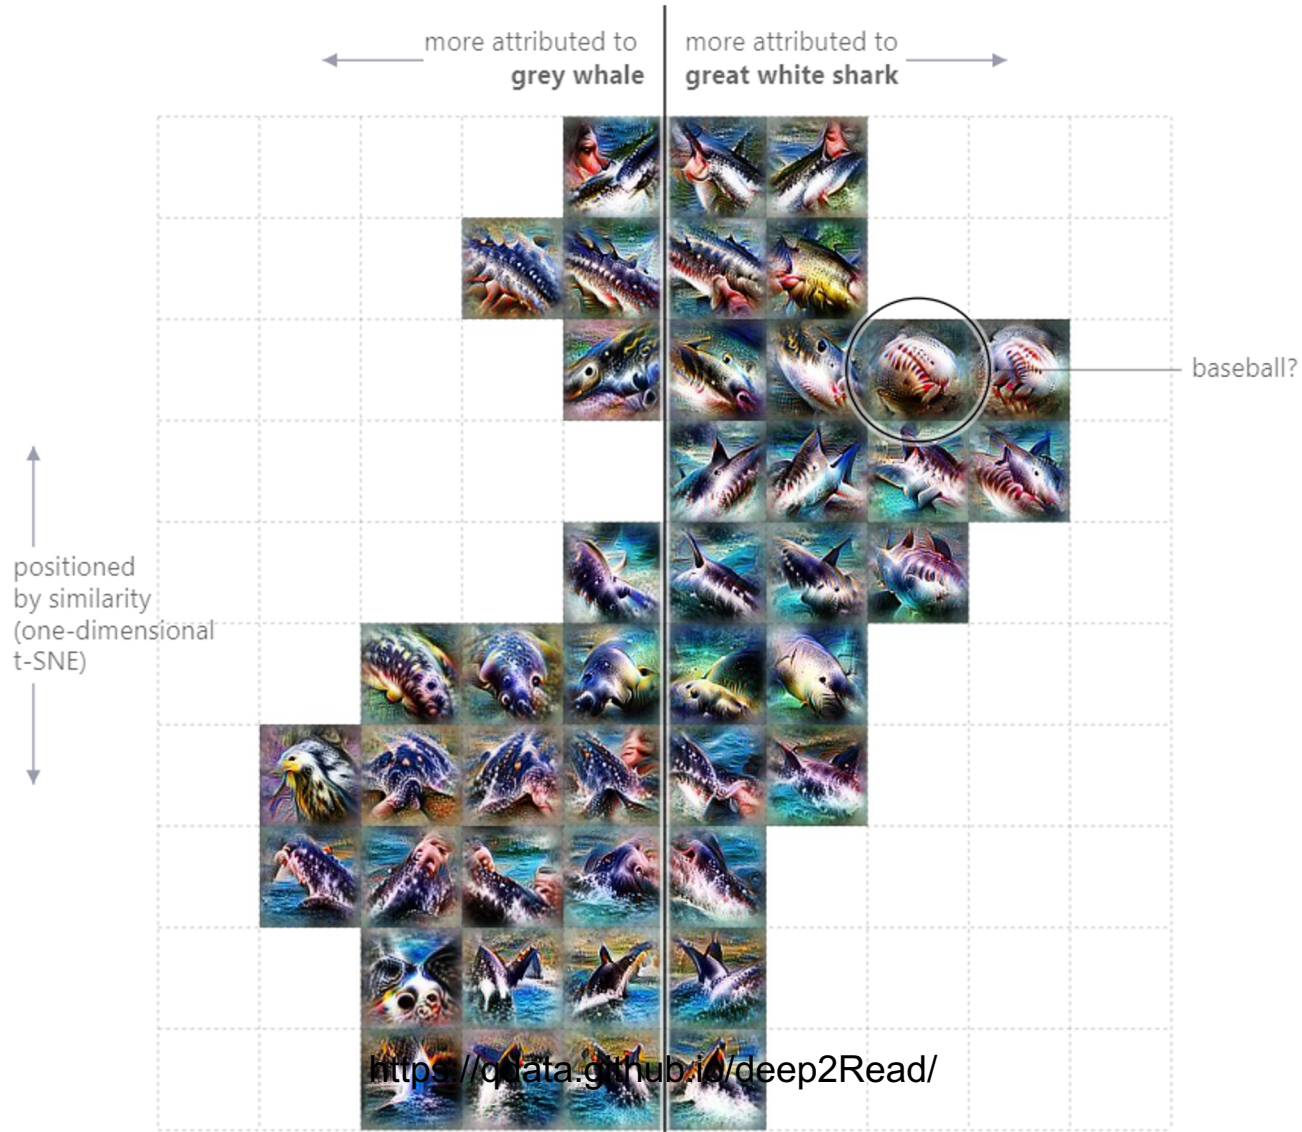 more attributed to
grey whale
more attributed to
great white shark
baseball?
positioned
by similarity
(one-dimensional
t-SNE)
https://qdata.github.io/deep2Read/